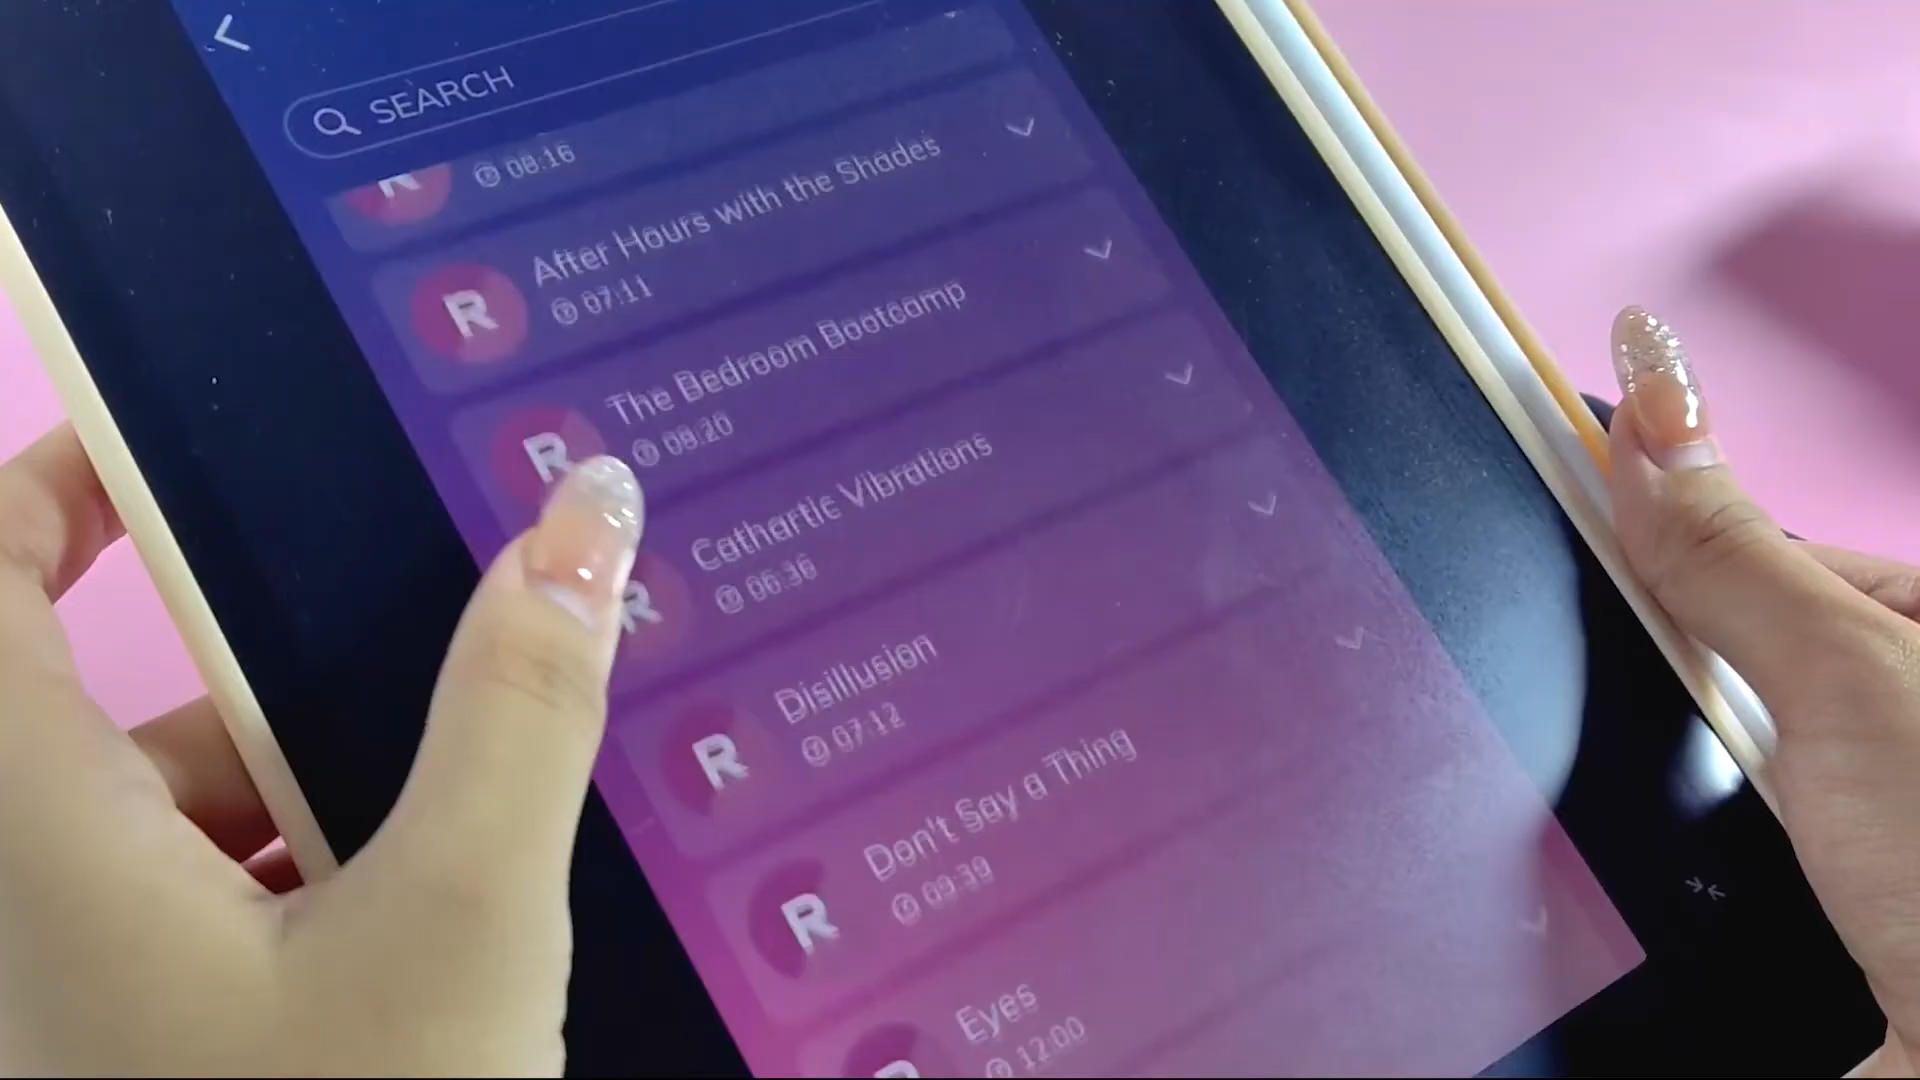 SEARCH
R
08:16
After Hours with the Shades
R
07:11
The Bedroom Bootcamp
R
08:20
Cathartic Vibrations
R
06:36
Disillusion
R
07:12
Don't Say a Thing
R
09:39
Eyes
R
12:00